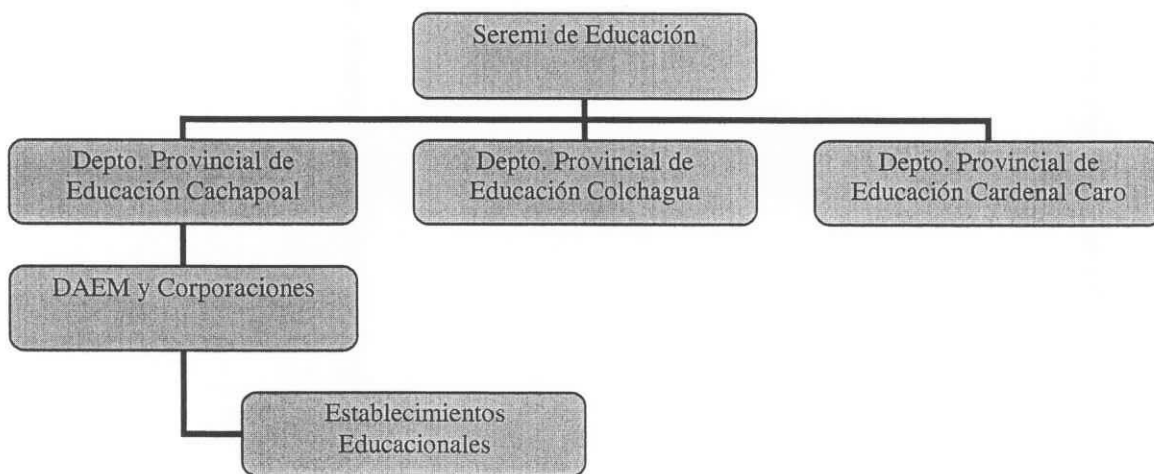 Seremi de Educación
Depto. Provincial de
Educación Cachapoal
Depto. Provincial de
Educación Colchagua
Depto. Provincial de
Educación Cardenal Caro
DAEM y Corporaciones
Establecimientos
Educacionales